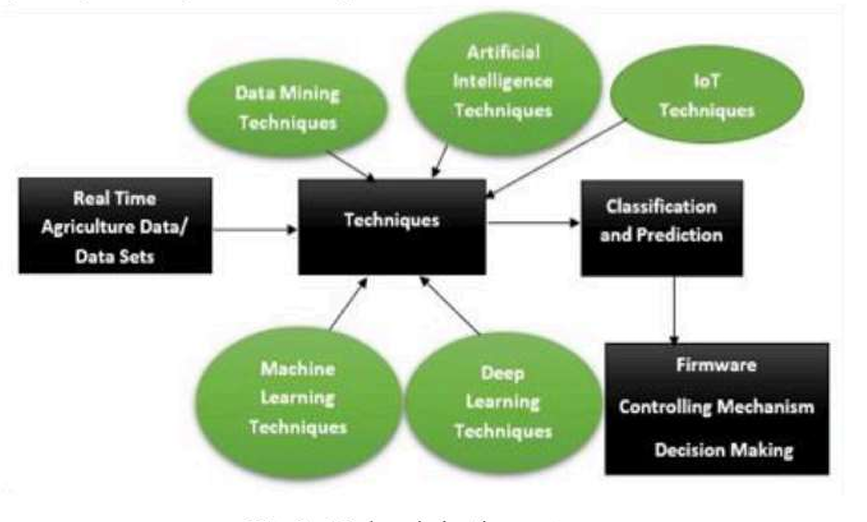 Artificial
Intelligence
Techniques
Data Mining
Techniques
IoT
Techniques
Real Time
Agriculture Data/
Data Sets
Techniques
Classification
and Prediction
Machine
Learning
Techniques
Deep
Learning
Techniques
Firmware
Controlling Mechanism
Decision Making